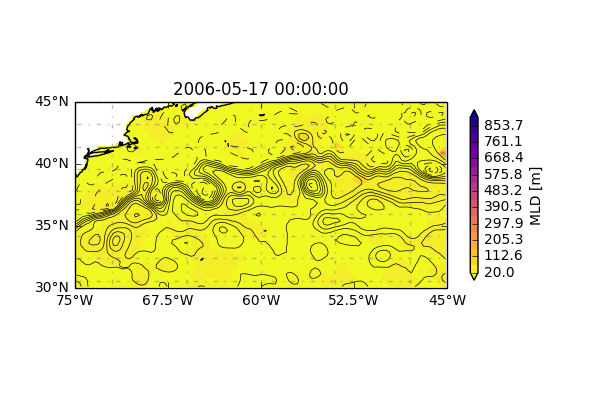 2006-05-17 00:00:00
45°N
40°N
35°N
30°N
75°W
67.5°W
60°W
52.5°W
45°W
853.7
761.1
668.4
575.8
483.2
390.5
297.9
205.3
112.6
20.0
MLD [m]